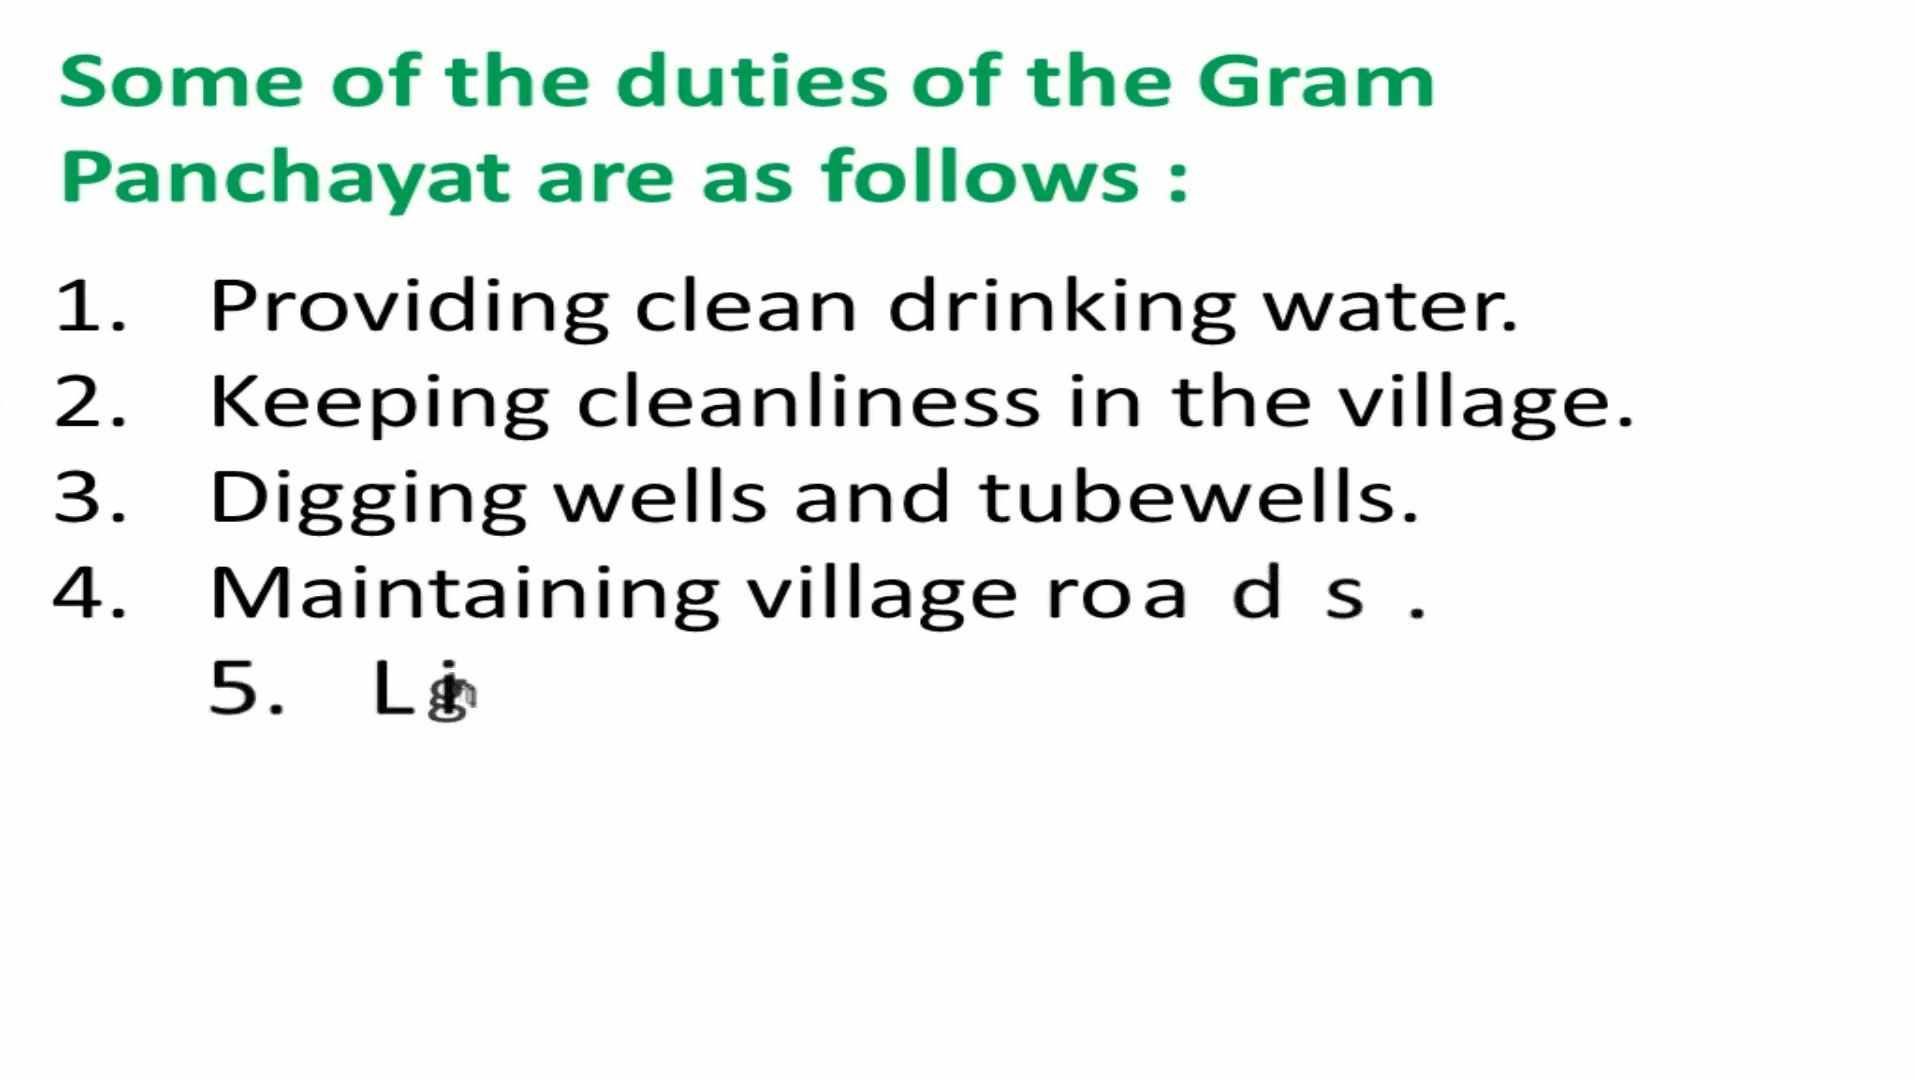 Some of the duties of the Gram
Panchayat are as follows :
1. Providing clean drinking water.
2. Keeping cleanliness in the village.
3. Digging wells and tubewells.
4. Maintaining village roads.
5.